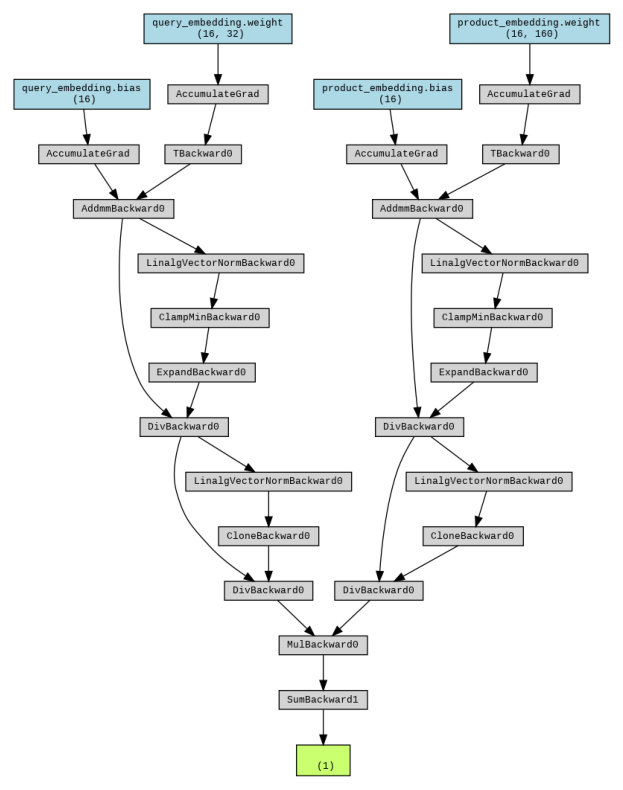 query_embedding.weight
(16, 32)
product_embedding.weight
(16, 160)
query_embedding.bias
(16)
AccumulateGrad
product_embedding.bias
(16)
AccumulateGrad
AccumulateGrad
TBackward0
AccumulateGrad
TBackward0
AddmmBackward0
AddmmBackward0
LinalgVectorNormBackward0
LinalgVectorNormBackward0
ClampMinBackward0
ClampMinBackward0
ExpandBackward0
ExpandBackward0
DivBackward0
DivBackward0
LinalgVectorNormBackward0
LinalgVectorNormBackward0
CloneBackward0
CloneBackward0
DivBackward0
DivBackward0
MulBackward0
SumBackward1
(1)